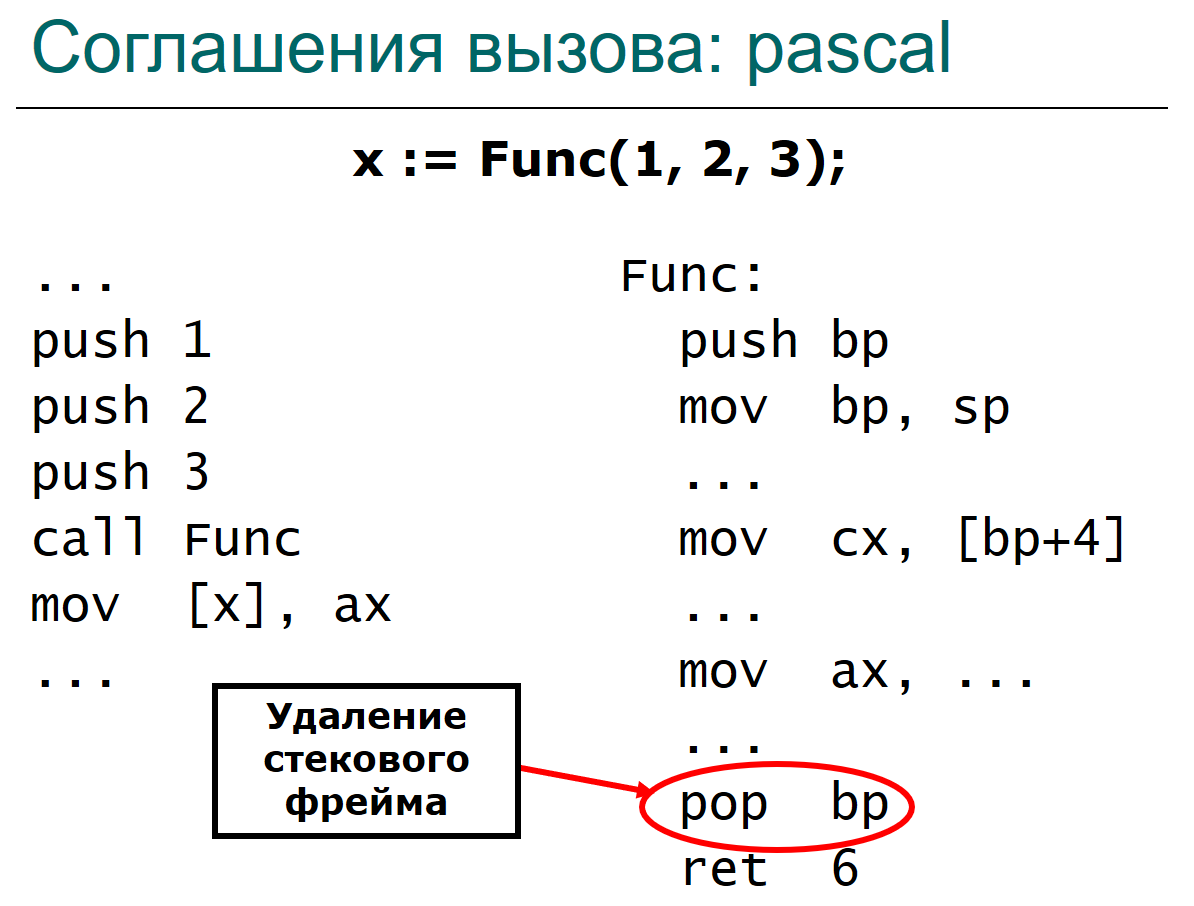 Соглашения вызова: pascal
x := Func(1, 2, 3);
...
push 1
push 2
push 3
call Func
mov  [x], ax
...
Удаление
стекового
фрейма
Func:
push bp
mov  bp, sp
...
mov  cx, [bp+4]
...
mov  ax, ...
...
pop  bp
ret  6